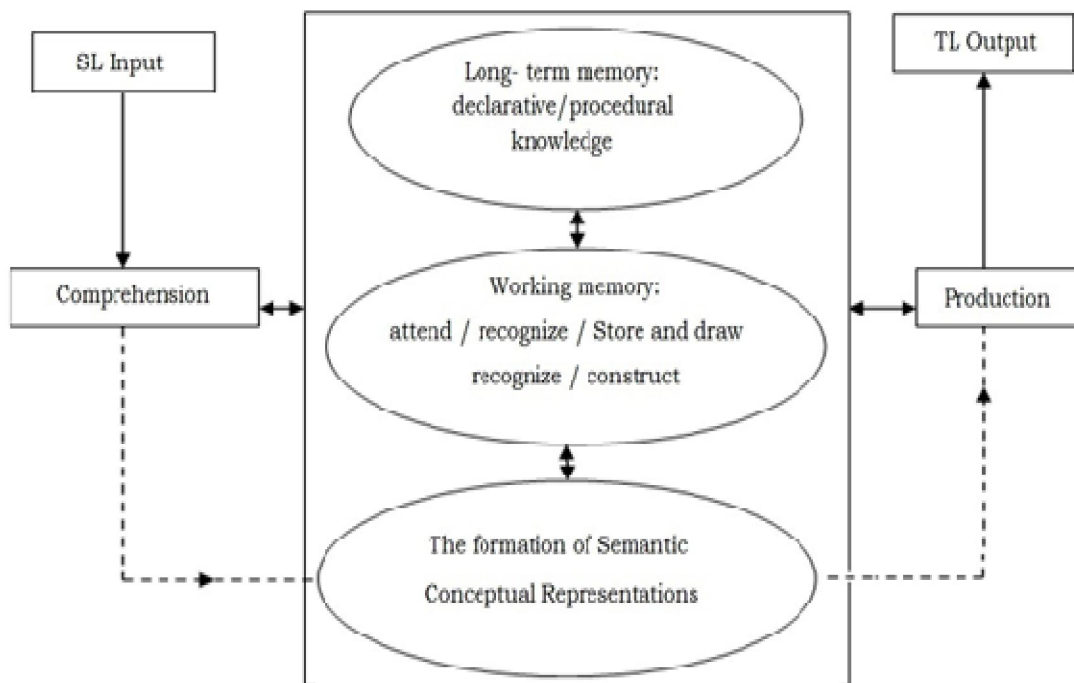 SL Input
TL Output
Long- term memory:
declarative/procedural
knowledge
Comprehension
Working memory:
attend / recognize / Store and draw
recognize / construct
Production
The formation of Semantic
Conceptual Representations